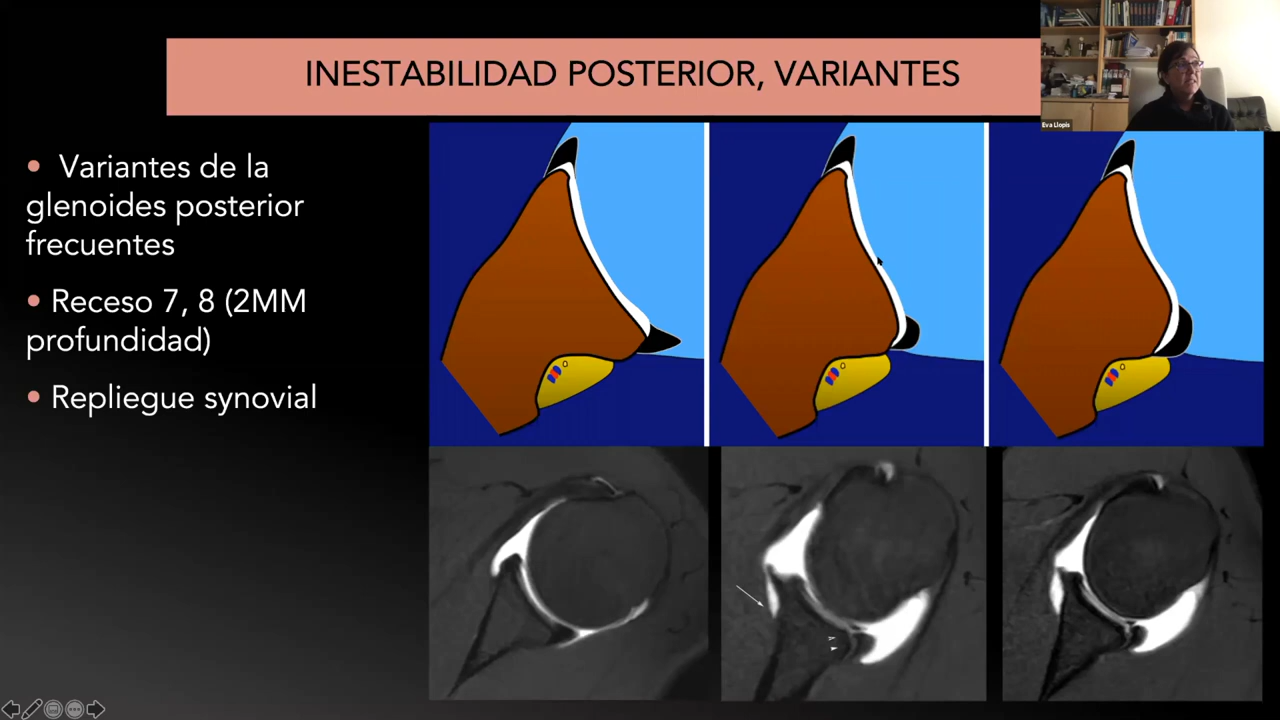 INESTABILIDAD POSTERIOR, VARIANTES
Eva Llopis
• Variantes de la
glenoides posterior
frecuentes
• Receso 7, 8 (2MM
profundidad)
• Repliegue synovial